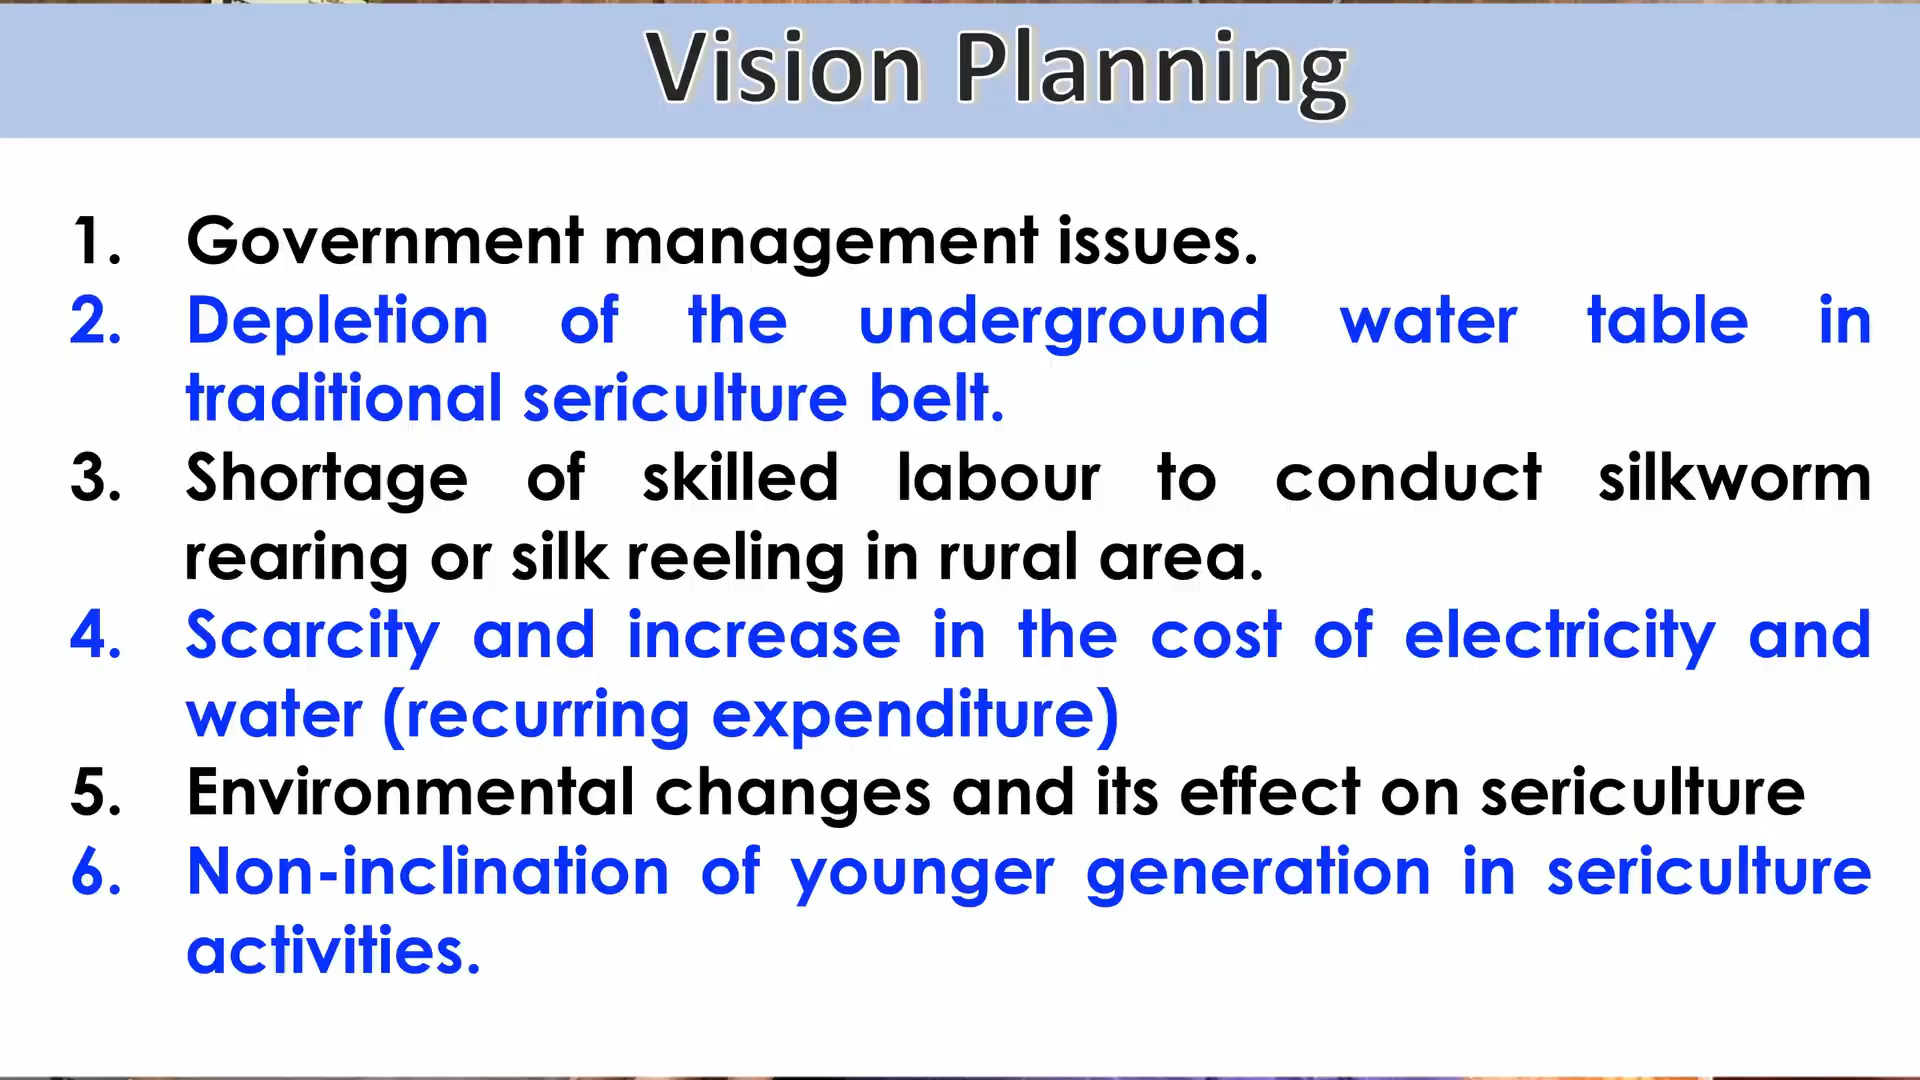 Vision Planning
1. Government management issues.
2. Depletion of the underground water table in
traditional sericulture belt.
3. Shortage of skilled labour to conduct silkworm
rearing or silk reeling in rural area.
4. Scarcity and increase in the cost of electricity and
water (recurring expenditure)
5. Environmental changes and its effect on sericulture
6. Non-inclination of younger generation in sericulture
activities.